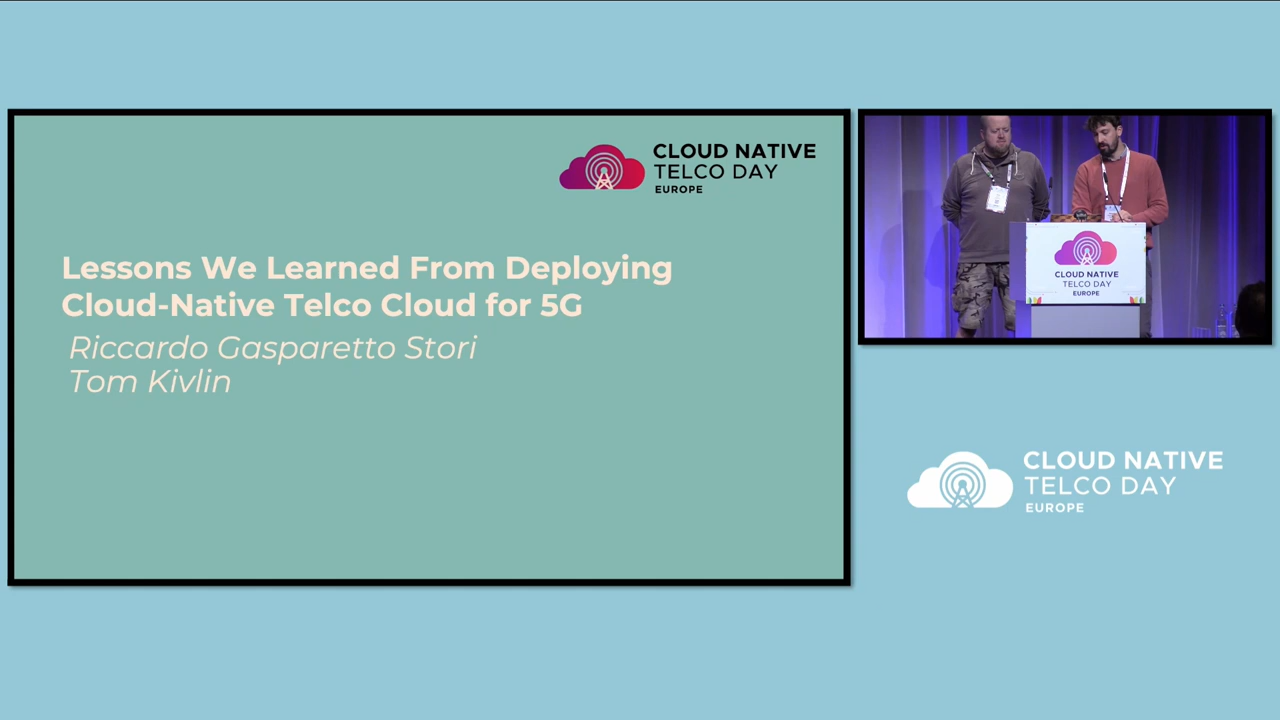 CLOUD NATIVE
TELCO DAY
EUROPE
Lessons We Learned From Deploying
Cloud-Native Telco Cloud for 5G
Riccardo Gasparetto Stori
Tom Kivlin
CLOUD NATIVE
TELCO DAY
EUROPE
CLOUD NATIVE
TELCO DAY
EUROPE